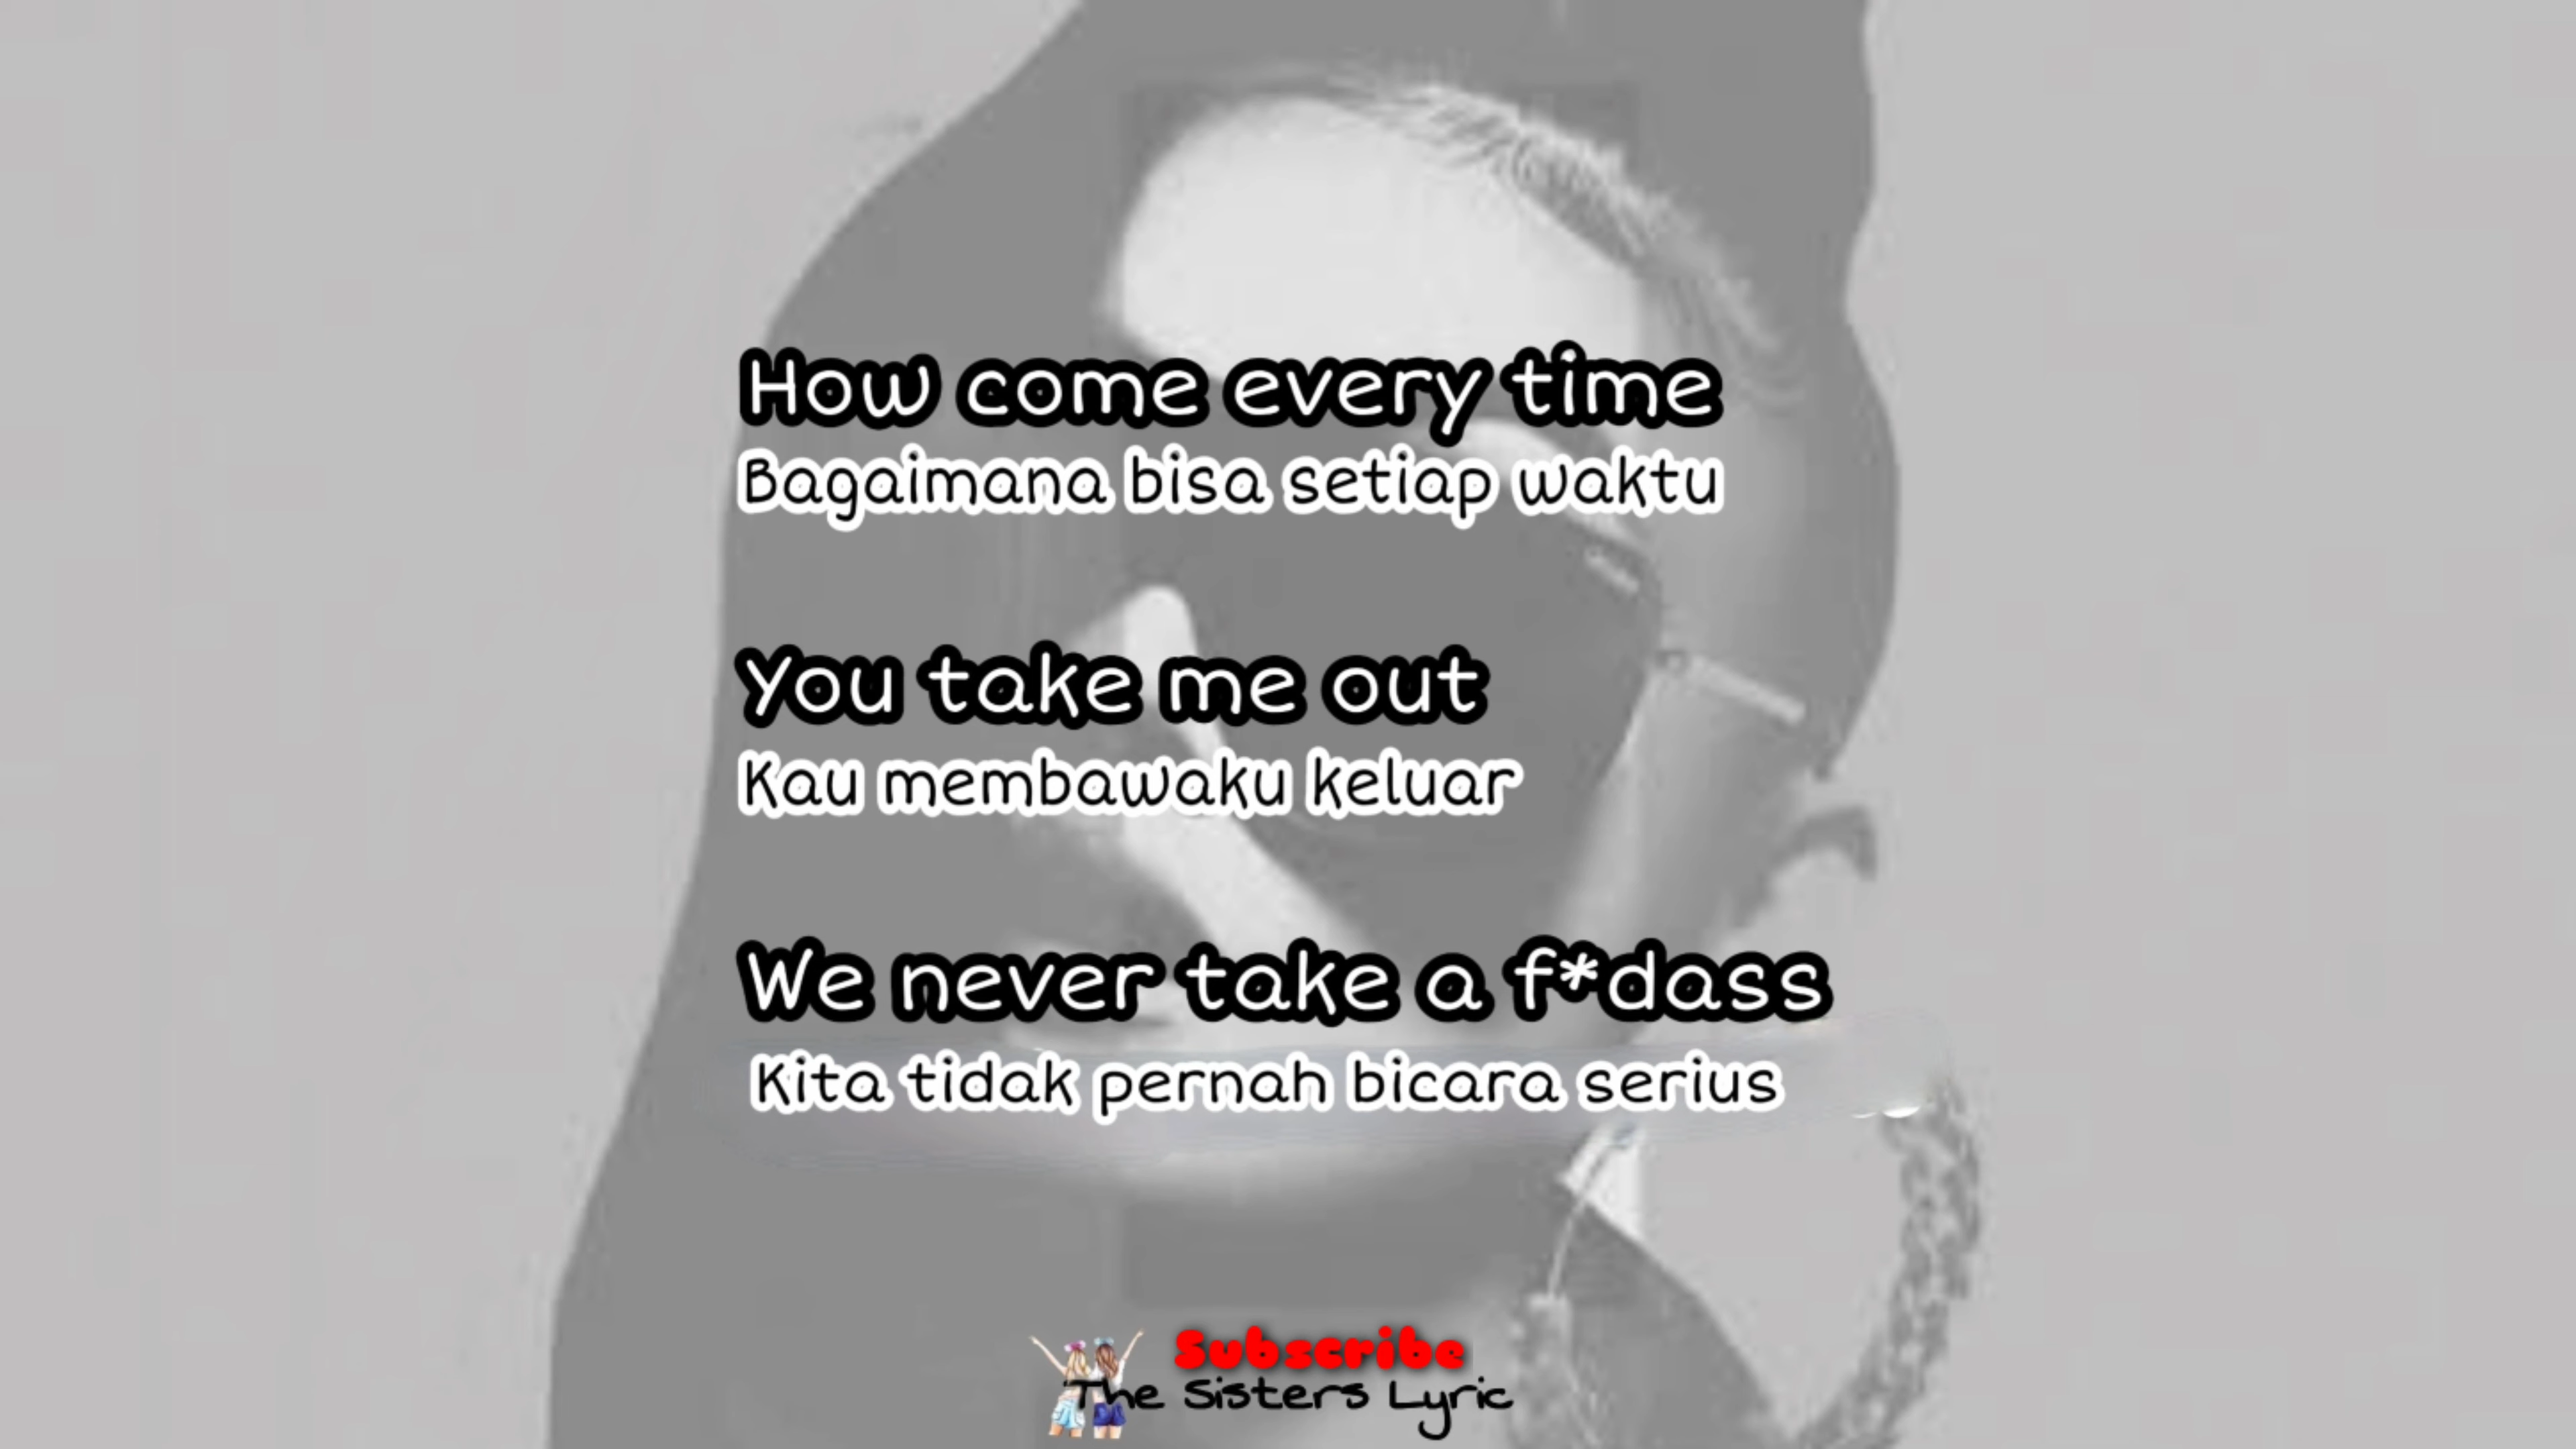 How come every time
Bagaimana bisa setiap waktu
You take me out
Kau membawaku keluar
We never take a f*dass
Kita tidak pernah bicara serius
Subscribe
The Sisters Lyric